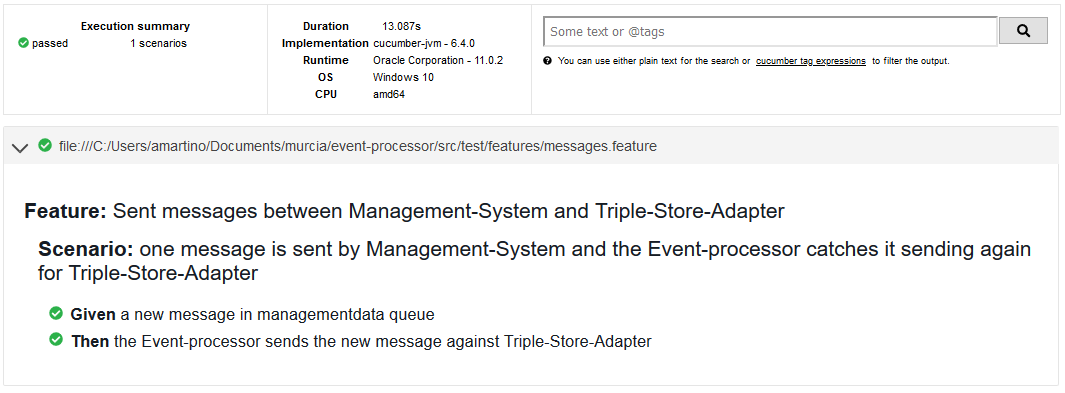 Execution summary
passed 1 scenarios
Duration 13.087s
Implementation cucumber-jvm - 6.4.0
Runtime Oracle Corporation - 11.0.2
OS Windows 10
CPU amd64
Some text or @tags
You can use either plain text for the search or cucumber tag expressions to filter the output.
file:///C:/Users/amartino/Documents/murcia/event-processor/src/test/features/messages.feature
Feature: Sent messages between Management-System and Triple-Store-Adapter
Scenario: one message is sent by Management-System and the Event-processor catches it sending again
for Triple-Store-Adapter
Given a new message in managementdata queue
Then the Event-processor sends the new message against Triple-Store-Adapter